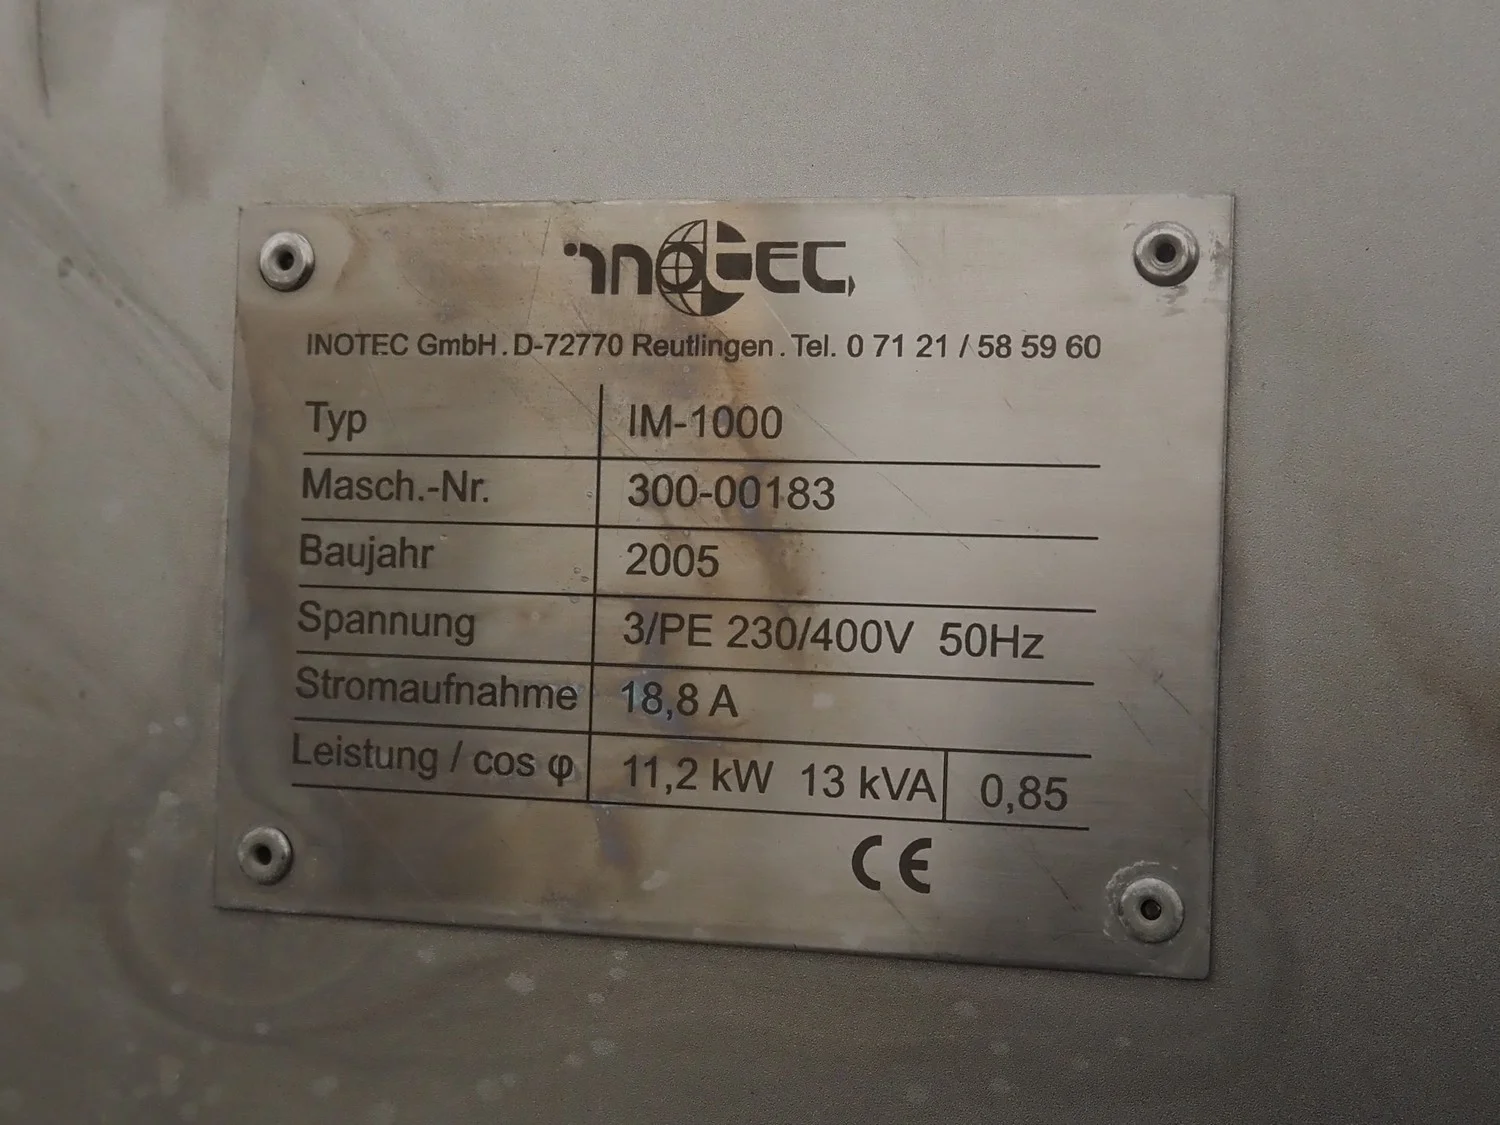 inotec
INOTEC GmbH . D-72770 Reutlingen . Tel. 0 71 21 / 58 59 60
Typ IM-1000
Masch.-Nr. 300-00183
Baujahr 2005
Spannung 3/PE 230/400V 50Hz
Stromaufnahme 18,8 A
Leistung / cos φ 11,2 kW 13 kVA 0,85
CE